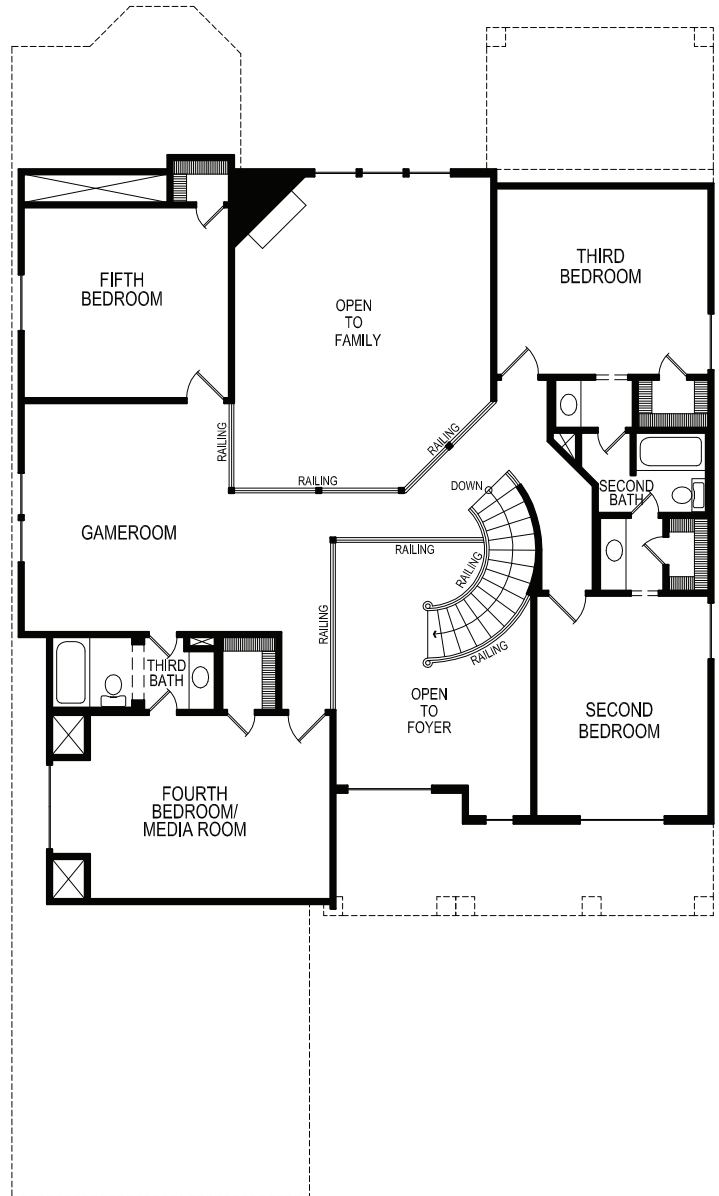 FIFTH
BEDROOM
THIRD
BEDROOM
OPEN
TO
FAMILY
RAILING
RAILING
RAILING
DOWN
SECOND
BATH
GAMEROOM
RAILING
RAILING
RAILING
RAILING
THIRD
BATH
OPEN
TO
FOYER
SECOND
BEDROOM
FOURTH
BEDROOM/
MEDIA ROOM